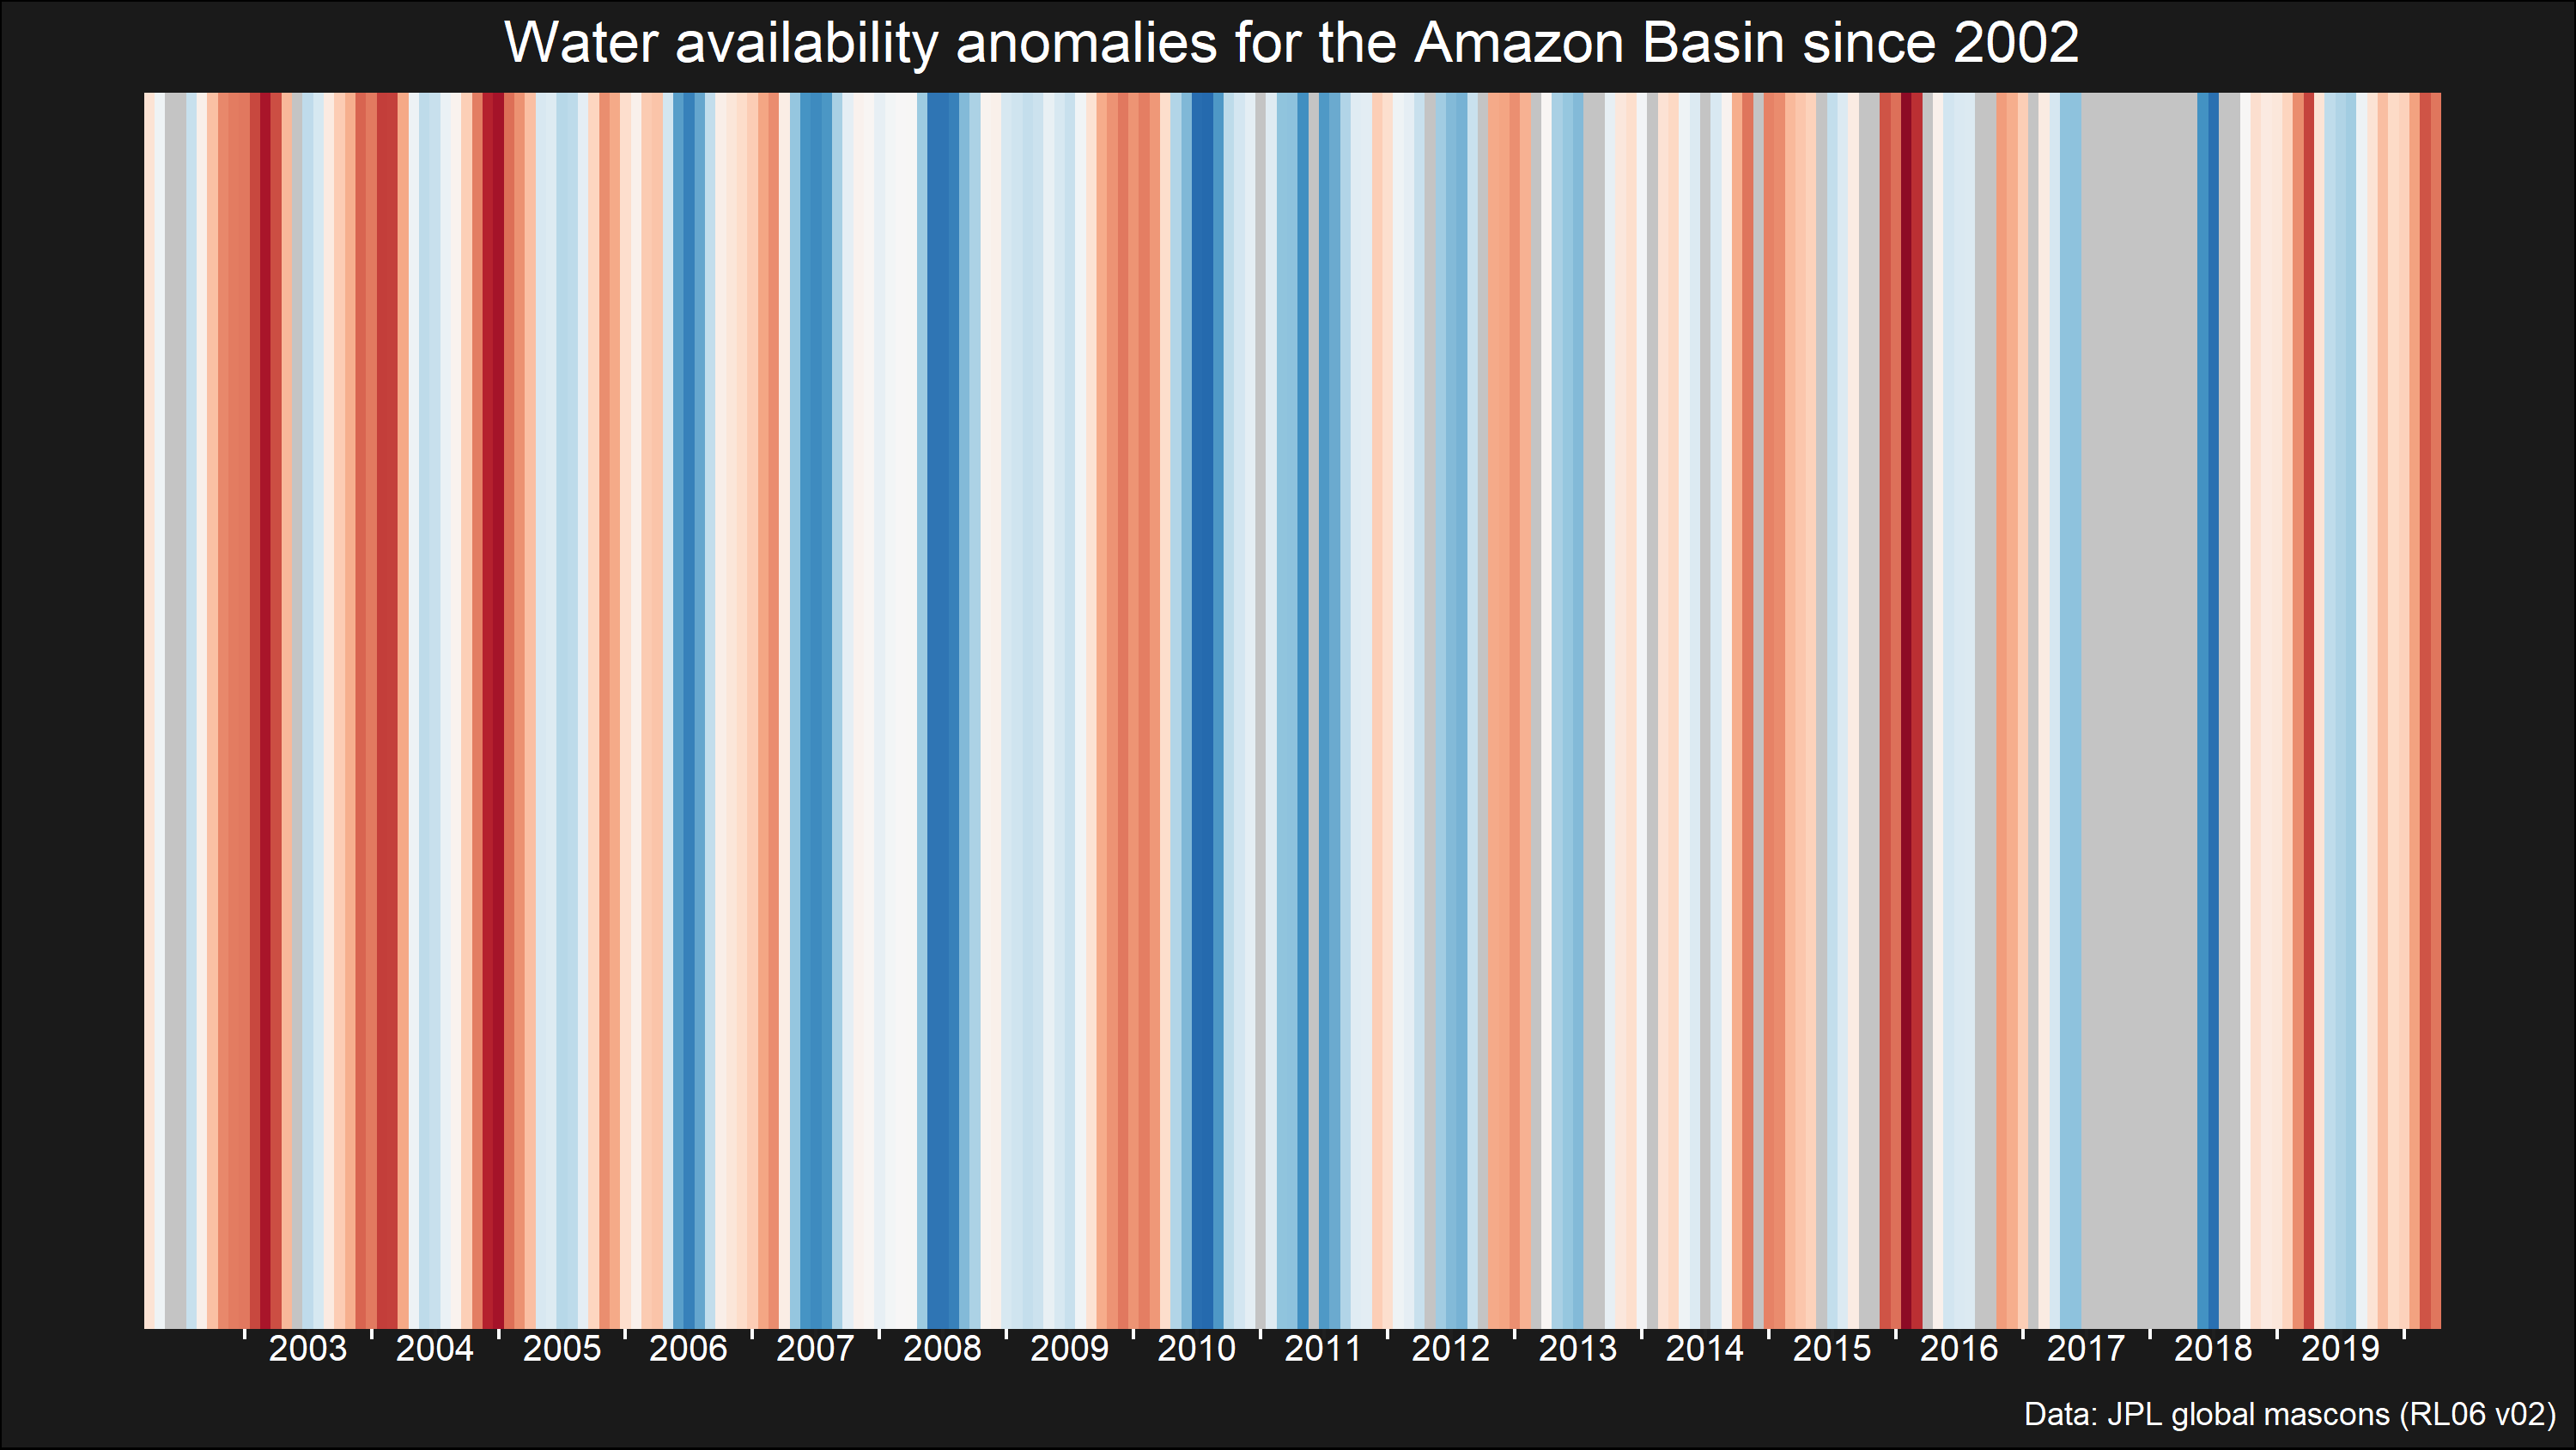 Water availability anomalies for the Amazon Basin since 2002
2003 2004 2005 2006 2007 2008 2009 2010 2011 2012 2013 2014 2015 2016 2017 2018 2019
Data: JPL global mascons (RL06 v02)